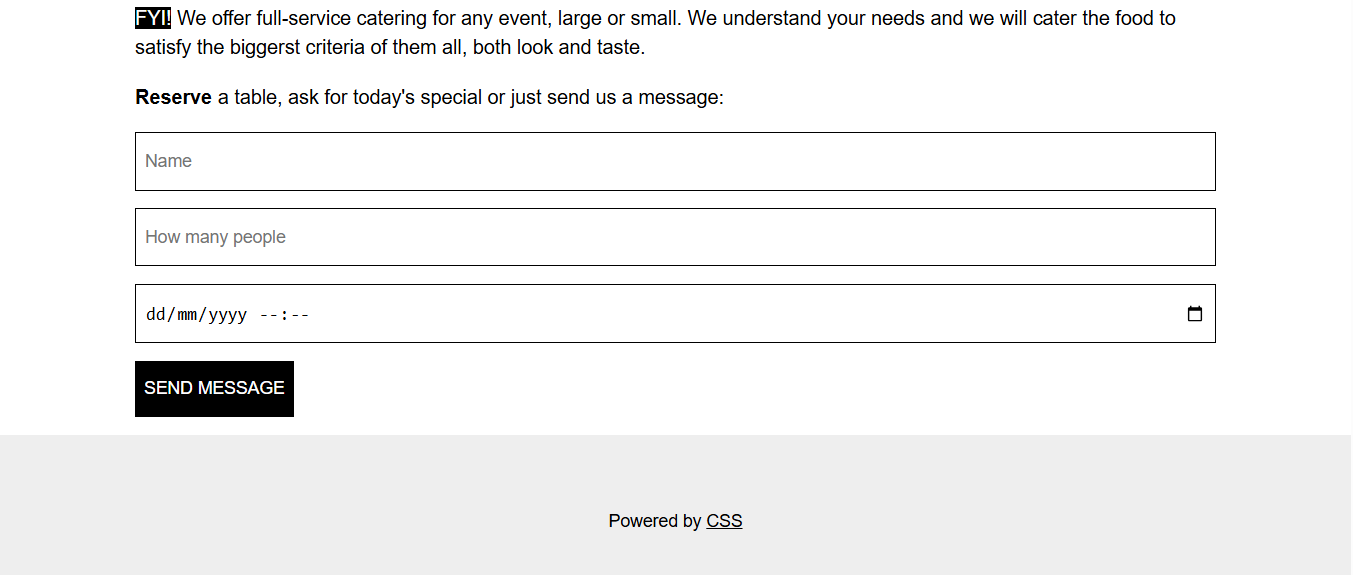 FYI! We offer full-service catering for any event, large or small. We understand your needs and we will cater the food to
satisfy the biggerst criteria of them all, both look and taste.
Reserve a table, ask for today's special or just send us a message:
Name
How many people
dd/mm/yyyy --:--
SEND MESSAGE
Powered by CSS